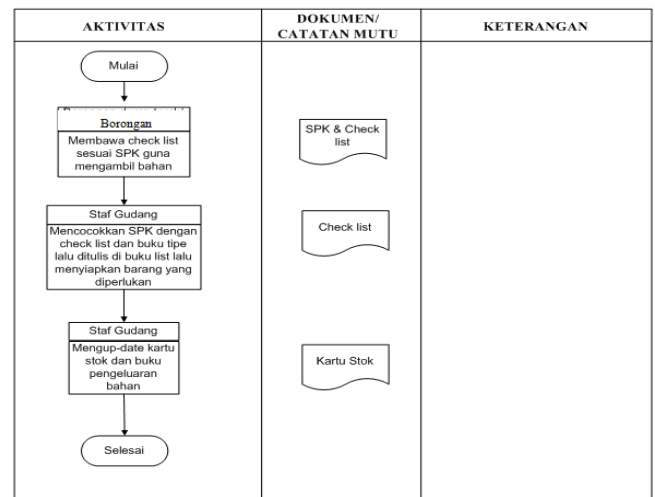 AKTIVITAS
DOKUMEN/
CATATAN MUTU
KETERANGAN
Mulai
Borongan
Membawa check list
sesuai SPK guna
mengambil bahan
SPK & Check
list
Staf Gudang
Mencocokkan SPK dengan
check list dan buku tipe
lalu ditulis di buku list lalu
menyiapkan barang yang
diperlukan
Check list
Staf Gudang
Mengup-date kartu
stok dan buku
pengeluaran
bahan
Kartu Stok
Selesai